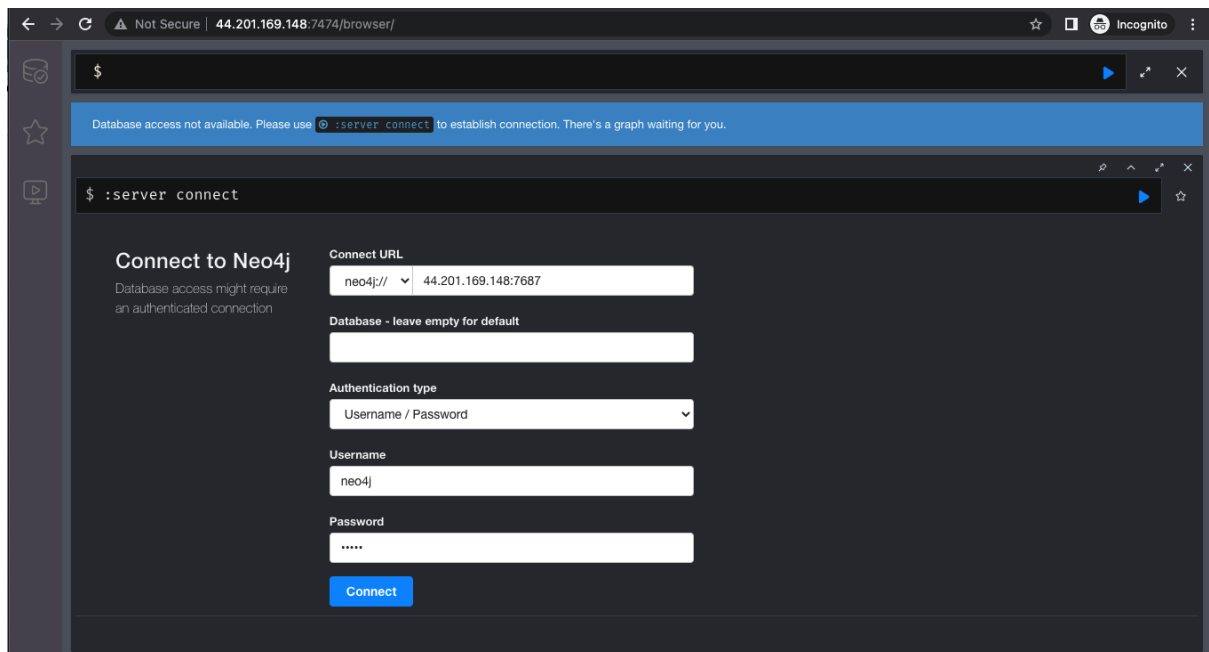 Not Secure | 44.201.169.148:7474/browser/
Incognito
$
Database access not available. Please use :server connect to establish connection. There's a graph waiting for you.
$ :server connect
Connect to Neo4j
Database access might require
an authenticated connection
Connect URL
neo4j://
44.201.169.148:7687
Database - leave empty for default
Authentication type
Username / Password
Username
neo4j
Password
•••••
Connect